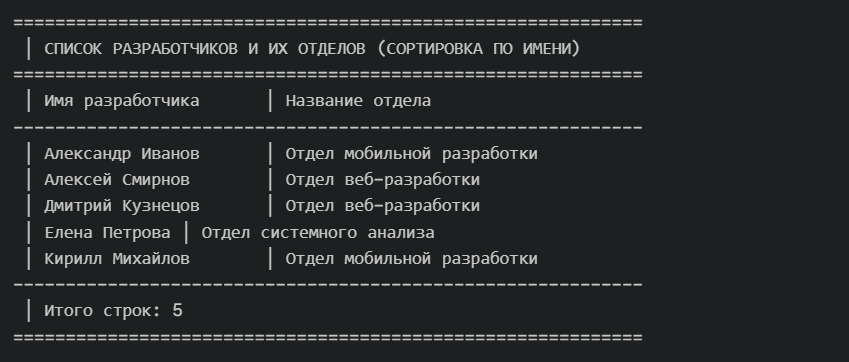 ================================================================
| СПИСОК РАЗРАБОТЧИКОВ И ИХ ОТДЕЛОВ (СОРТИРОВКА ПО ИМЕНИ)
================================================================
| Имя разработчика | Название отдела
----------------------------------------------------------------
| Александр Иванов | Отдел мобильной разработки
| Алексей Смирнов | Отдел веб-разработки
| Дмитрий Кузнецов | Отдел веб-разработки
| Елена Петрова | Отдел системного анализа
| Кирилл Михайлов | Отдел мобильной разработки
----------------------------------------------------------------
| Итого строк: 5
================================================================